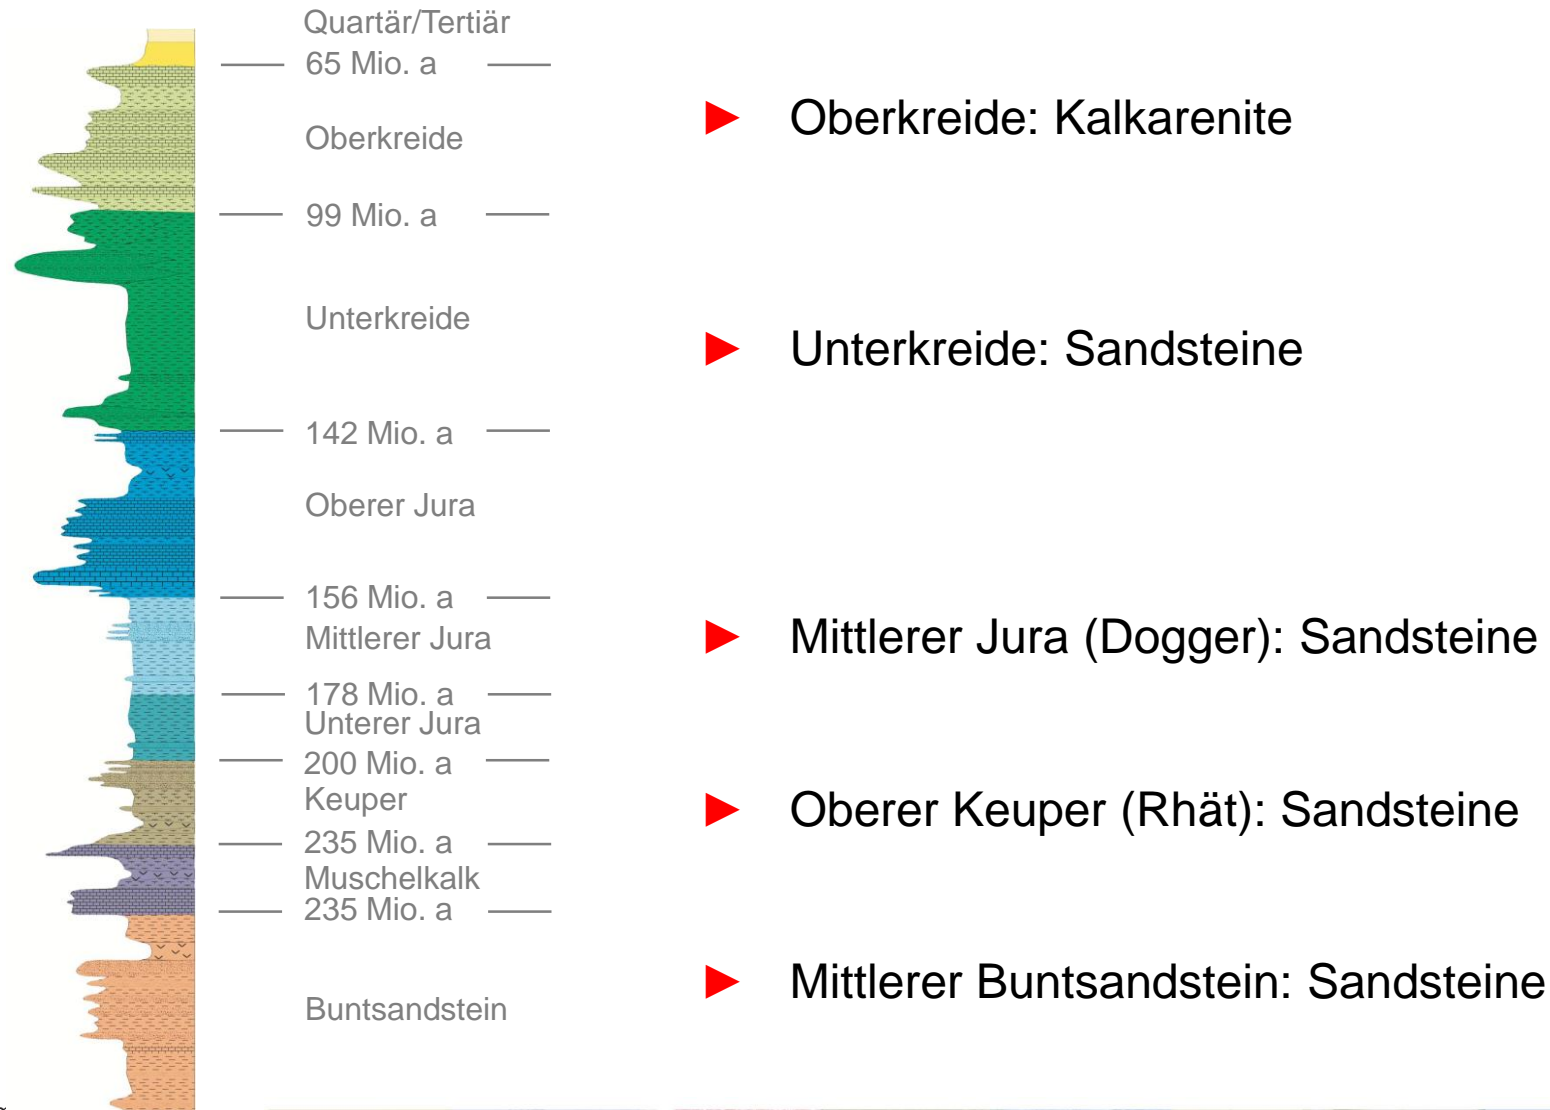 Quartär/Tertiär
65 Mio. a
Oberkreide
99 Mio. a
Unterkreide
142 Mio. a
Oberer Jura
156 Mio. a
Mittlerer Jura
178 Mio. a
Unterer Jura
200 Mio. a
Keuper
235 Mio. a
Muschelkalk
235 Mio. a
Buntsandstein
► Oberkreide: Kalkarenite
► Unterkreide: Sandsteine
► Mittlerer Jura (Dogger): Sandsteine
► Oberer Keuper (Rhät): Sandsteine
► Mittlerer Buntsandstein: Sandsteine